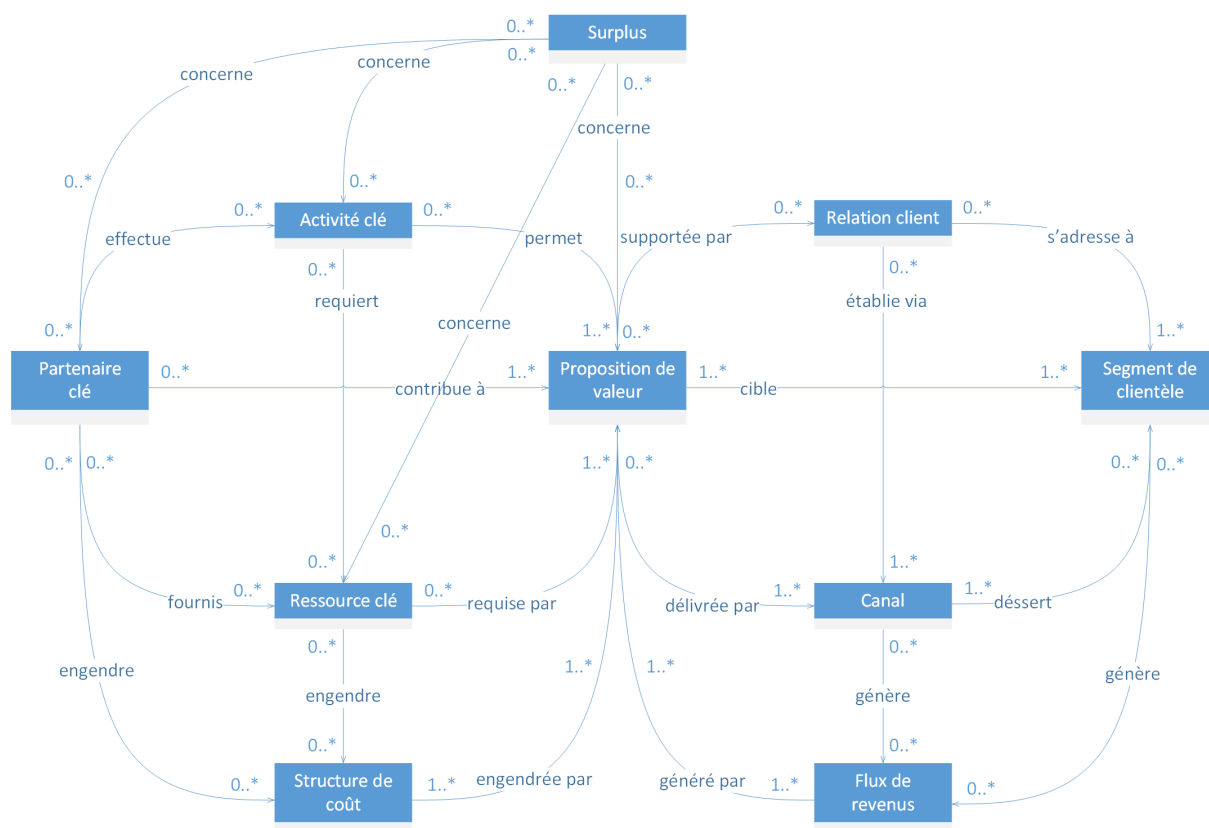 0..*
Surplus
0..*
concerne
concerne
0..*
0..*
concerne
0..*
0..*
0..*
0..*
Activité clé
0..*
0..*
Relation client
0..*
effectue
permet
supportée par
s’adresse à
0..*
0..*
requiert
établie via
concerne
0..*
1..*
0..*
1..*
Partenaire
clé
0..*
contribue à
1..*
Proposition de
valeur
1..*
cible
1..*
Segment de
clientèle
0..*
0..*
1..*
0..*
0..*
0..*
0..*
0..*
1..*
fournis
0..*
Ressource clé
0..*
requise par
délivrée par
1..*
Canal
1..*
déssert
0..*
0..*
engendre
1..*
1..*
génère
engendre
génère
0..*
0..*
0..*
Structure de
coût
1..*
engendrée par
généré par
1..*
Flux de
revenus
0..*